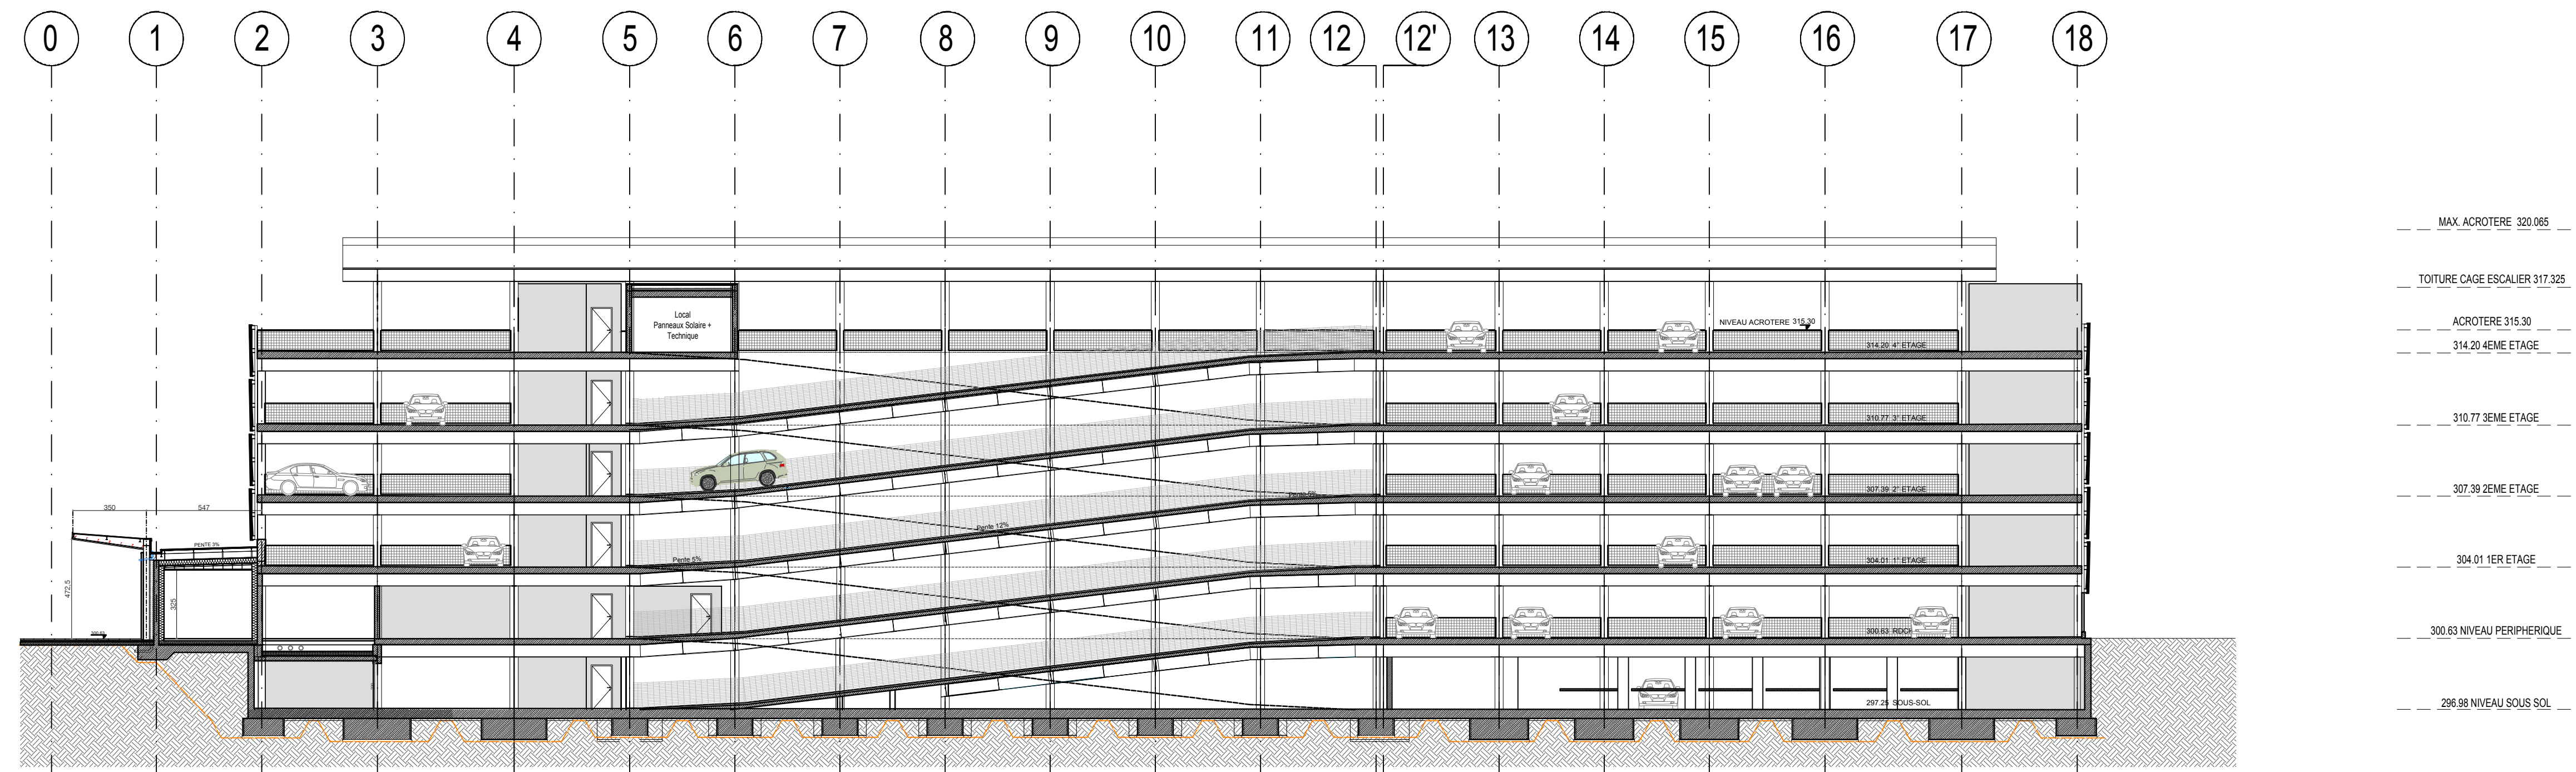 0 1 2 3 4 5 6 7 8 9 10 11 12 12' 13 14 15 16 17 18
MAX. ACROTERE 320.065
TOITURE CAGE ESCALIER 317.325
Local
Panneaux Solaire +
Technique
NIVEAU ACROTERE 315.30
ACROTERE 315.30
314.20 4° ETAGE
314.20 4EME ETAGE
310.77 3° ETAGE
310.77 3EME ETAGE
307.39 2° ETAGE
307.39 2EME ETAGE
Pente 5%
350
547
Pente 12%
PENTE 3%
Pente 5%
304.01 1° ETAGE
304.01 1ER ETAGE
472,5
325
300.63 RDCH
300.63 NIVEAU PERIPHERIQUE
297.25 SOUS-SOL
296.98 NIVEAU SOUS SOL